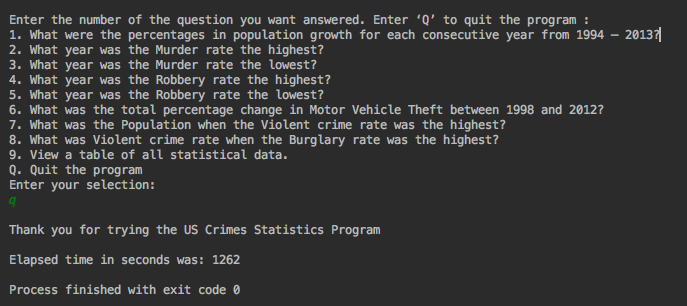 Enter the number of the question you want answered. Enter ‘Q’ to quit the program :
1. What were the percentages in population growth for each consecutive year from 1994 – 2013?
2. What year was the Murder rate the highest?
3. What year was the Murder rate the lowest?
4. What year was the Robbery rate the highest?
5. What year was the Robbery rate the lowest?
6. What was the total percentage change in Motor Vehicle Theft between 1998 and 2012?
7. What was the Population when the Violent crime rate was the highest?
8. What was Violent crime rate when the Burglary rate was the highest?
9. View a table of all statistical data.
Q. Quit the program
Enter your selection:
q
Thank you for trying the US Crimes Statistics Program
Elapsed time in seconds was: 1262
Process finished with exit code 0